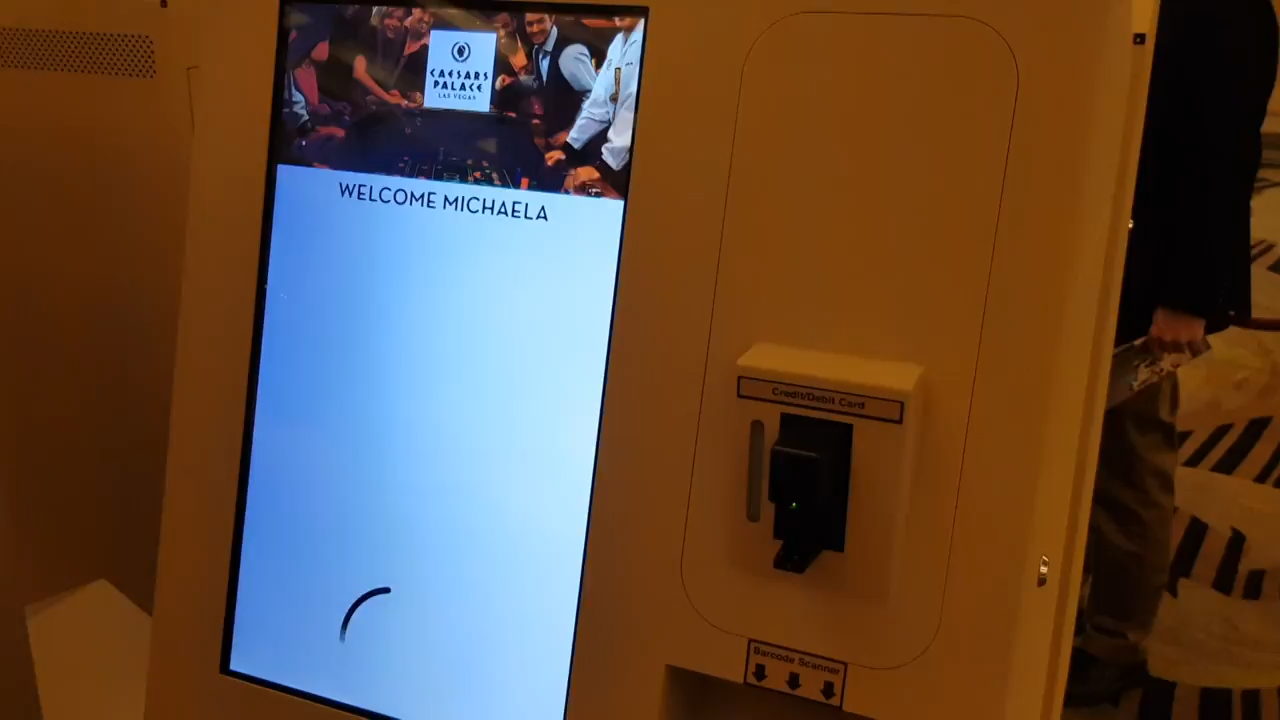 CAESARS
PALACE
LAS VEGAS
WELCOME MICHAELA
Credit/Debit Card
Barcode Scanner